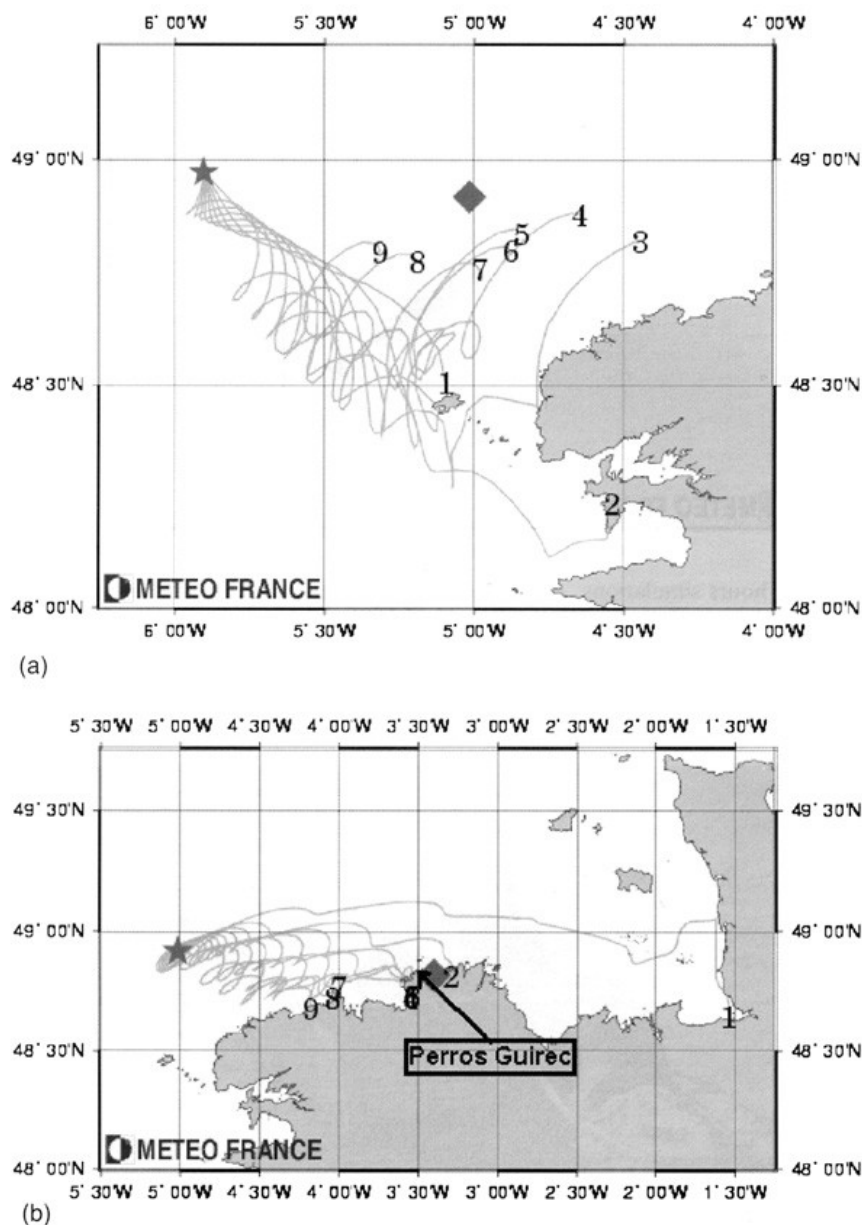 6° 00'W 5° 30'W 5° 00'W 4° 30'W 4° 00'W
49° 00'N 49° 00'N
4
5 3
6
9 8 7
48° 30'N 1 48° 30'N
2
METEO FRANCE
48° 00'N 48° 00'N
6° 00'W 5° 30'W 5° 00'W 4° 30'W 4° 00'W
(a)
5° 30'W 5° 00'W 4° 30'W 4° 00'W 3° 30'W 3° 00'W 2° 30'W 2° 00'W 1° 30'W
49° 30'N 49° 30'N
49° 00'N 49° 00'N
7 2
9 8 1
Perros Guirec
48° 30'N 48° 30'N
METEO FRANCE
48° 00'N 48° 00'N
5° 30'W 5° 00'W 4° 30'W 4° 00'W 3° 30'W 3° 00'W 2° 30'W 2° 00'W 1° 30'W
(b)